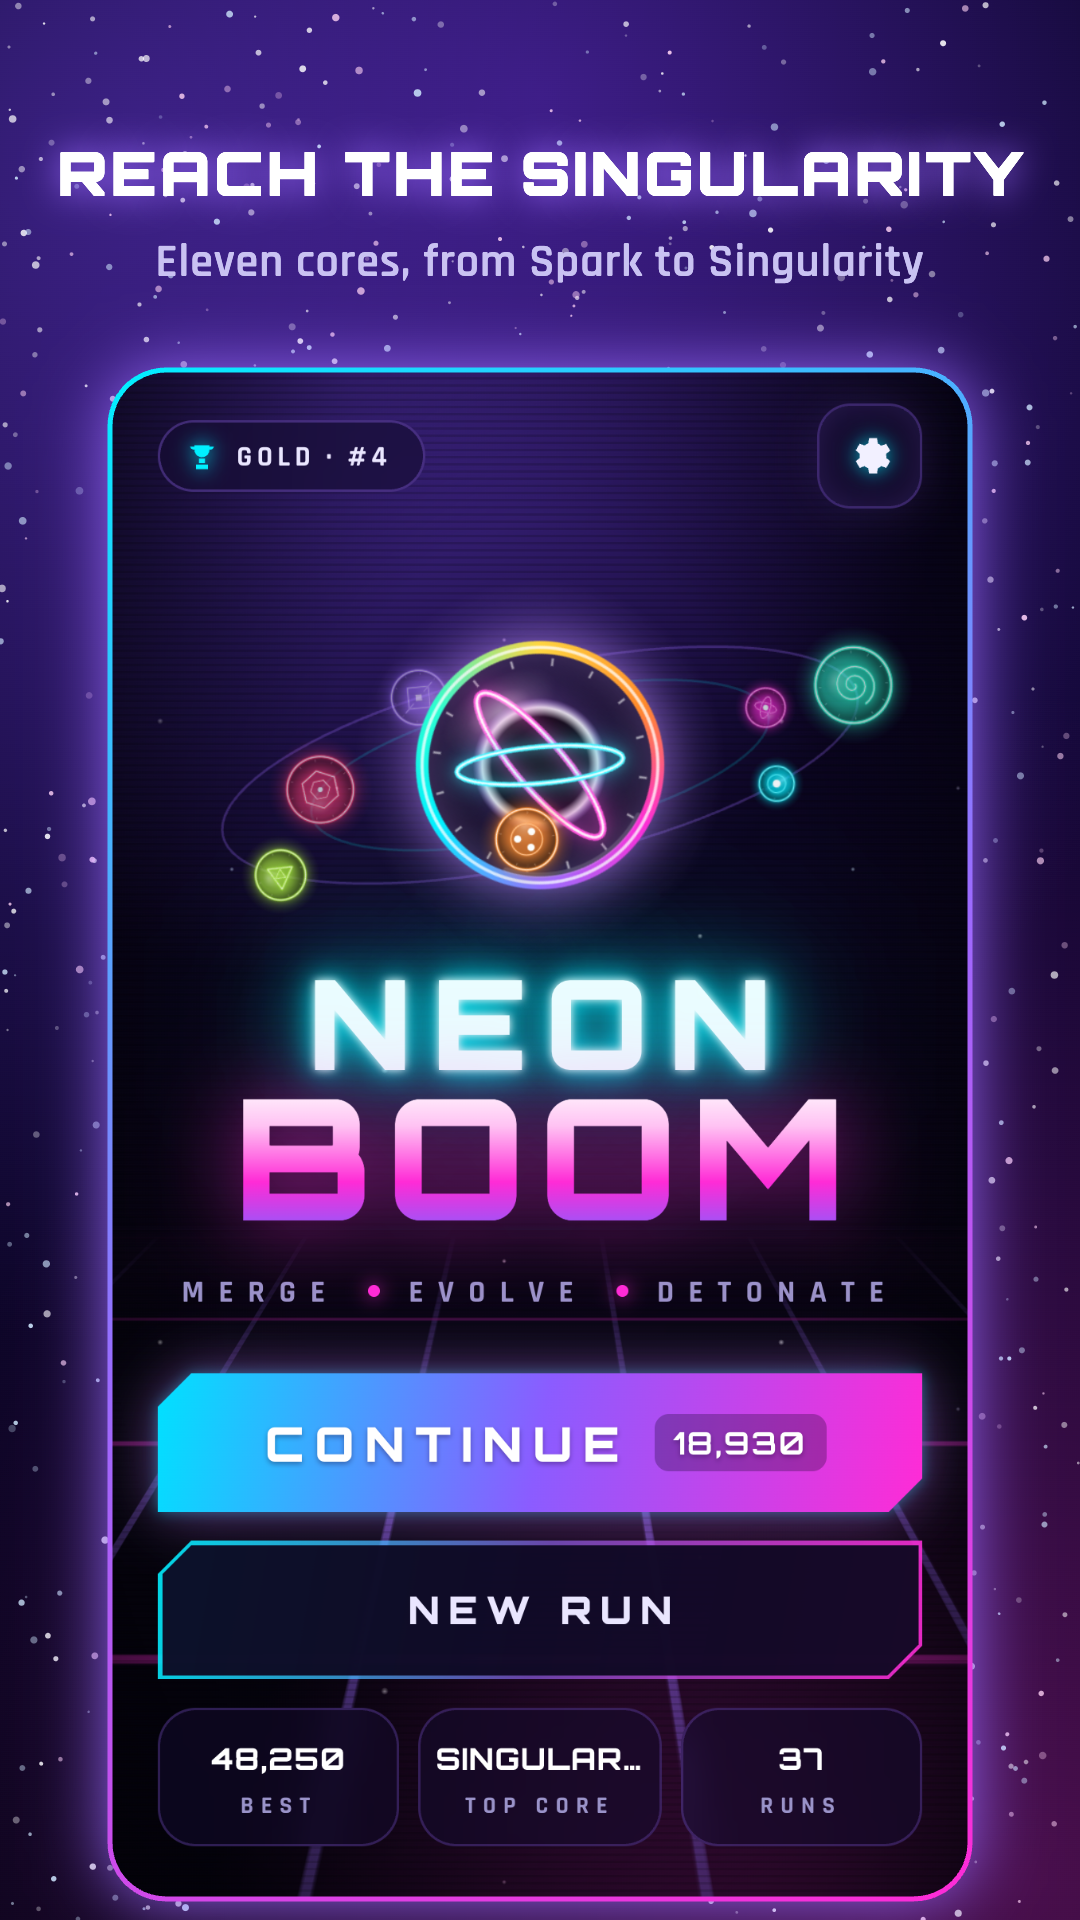 REACH THE SINGULARITY
Eleven cores, from Spark to Singularity
GOLD · #4
NEON
BOOM
MERGE • EVOLVE • DETONATE
CONTINUE 18,930
NEW RUN
48,250 SINGULAR... 37
BEST TOP CORE RUNS